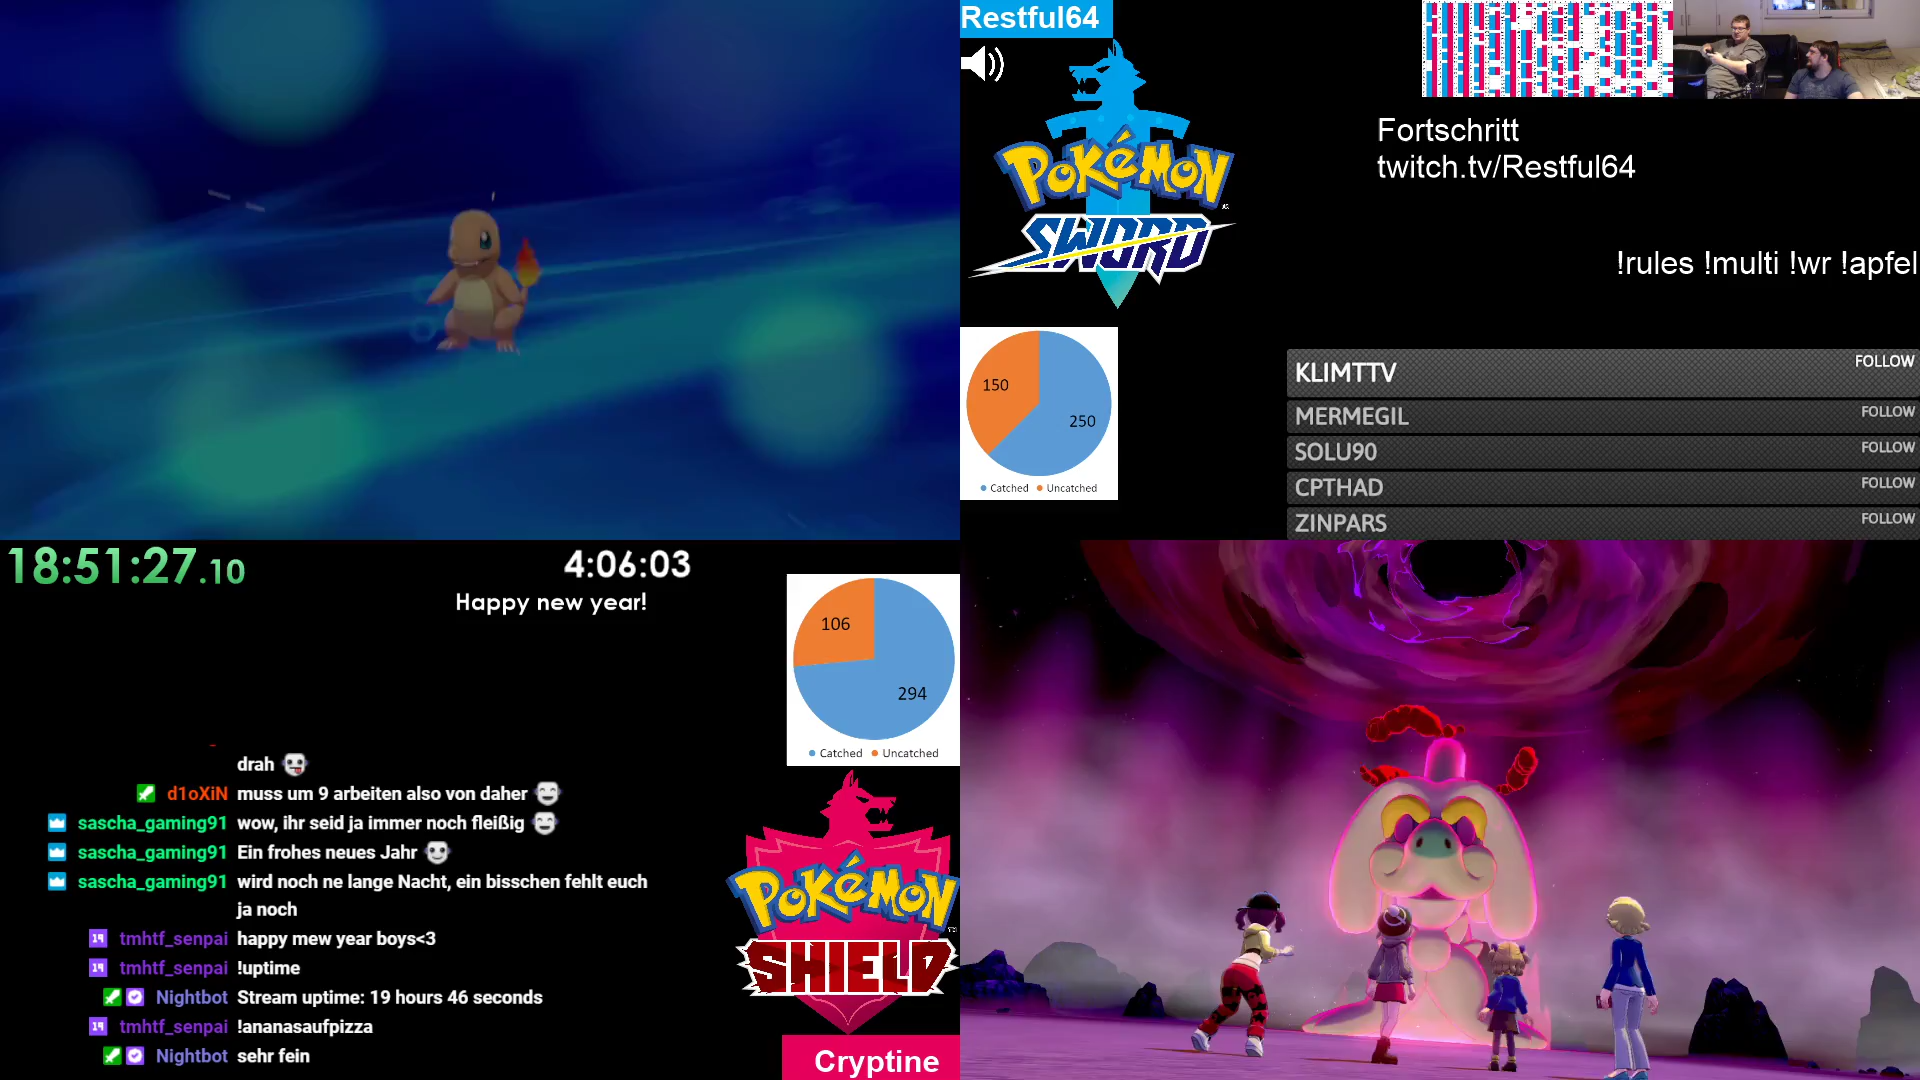 Restful64
POKéMON
SWORD
Fortschritt
twitch.tv/Restful64
!rules !multi !wr !apfel
150
250
Catched Uncatched
KLIMTTV FOLLOW
MERMEGIL FOLLOW
SOLU90 FOLLOW
CPTHAD FOLLOW
ZINPARS FOLLOW
18:51:27.10
4:06:03
Happy new year!
106
294
Catched Uncatched
drah
d1oXiN muss um 9 arbeiten also von daher
sascha_gaming91 wow, ihr seid ja immer noch fleißig
sascha_gaming91 Ein frohes neues Jahr
sascha_gaming91 wird noch ne lange Nacht, ein bisschen fehlt euch
ja noch
19 tmhtf_senpai happy mew year boys<3
19 tmhtf_senpai !uptime
Nightbot Stream uptime: 19 hours 46 seconds
19 tmhtf_senpai !ananasaufpizza
Nightbot sehr fein
POKéMON
SHIELD
Cryptine